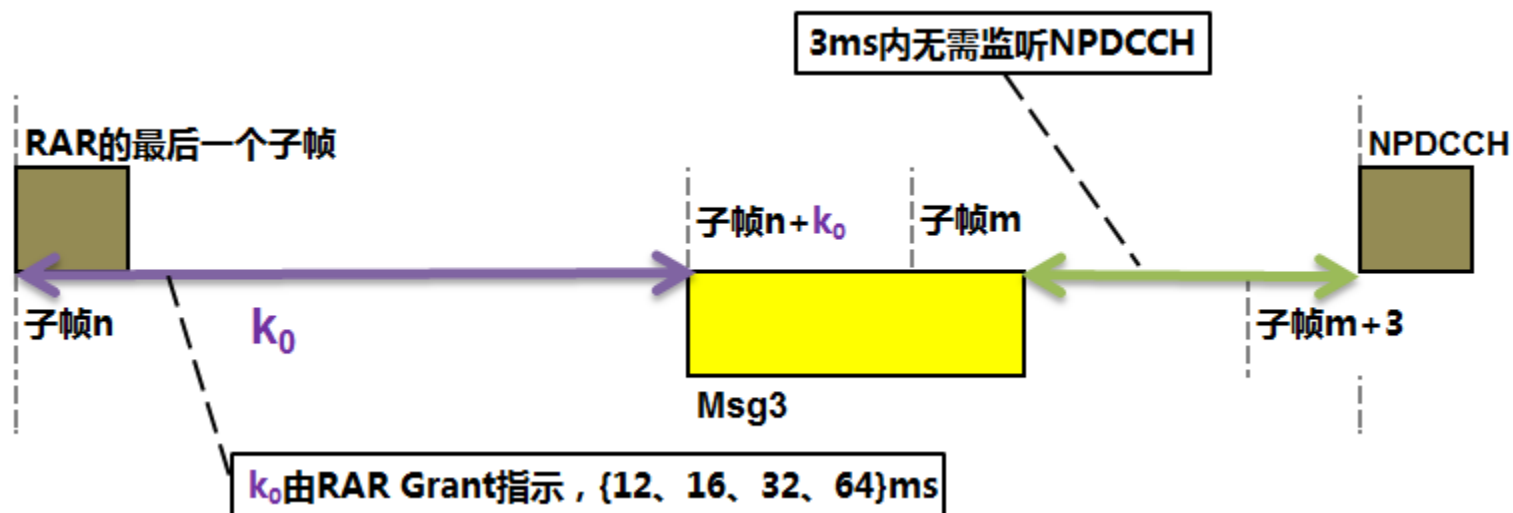 3ms内无需监听NPDCCH
RAR的最后一个子帧
NPDCCH
子帧n+k₀
子帧m
子帧n
k₀
子帧m+3
Msg3
k₀由RAR Grant指示，{12、16、32、64}ms